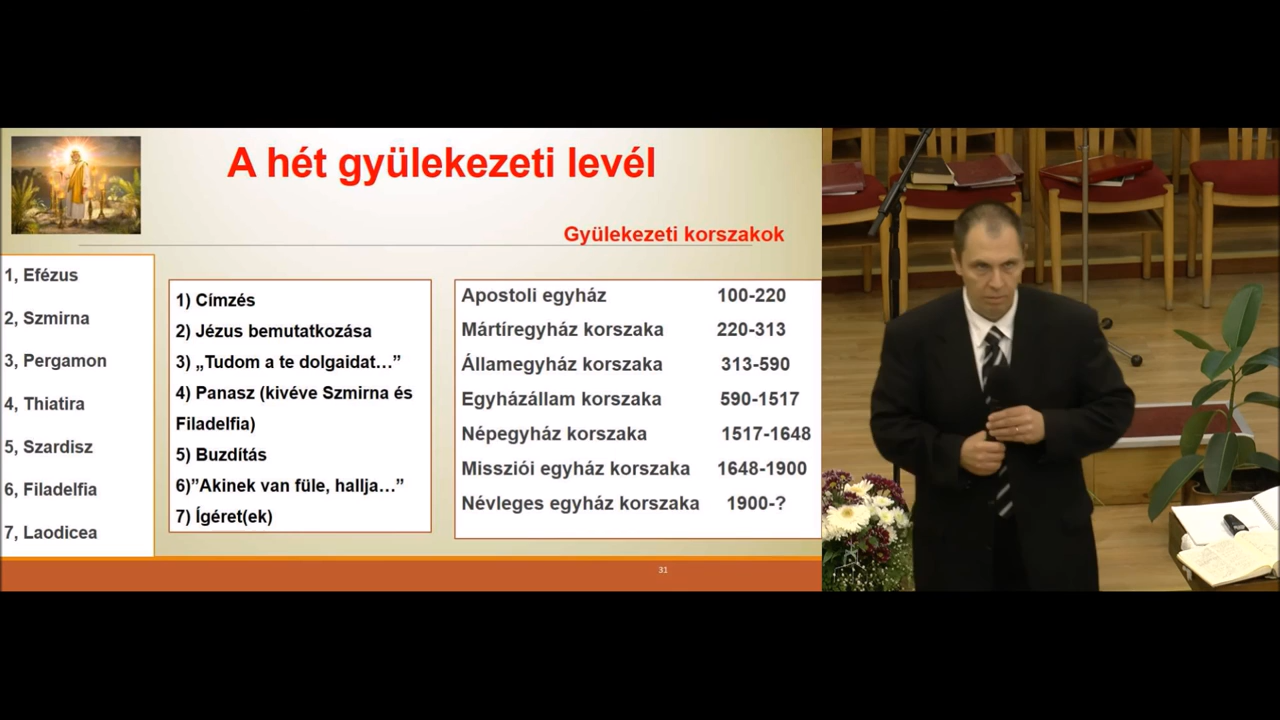 A hét gyülekezeti levél
Gyülekezeti korszakok
1, Efézus
2, Szmirna
3, Pergamon
4, Thiatira
5, Szardisz
6, Filadelfia
7, Laodicea
1) Címzés
2) Jézus bemutatkozása
3) „Tudom a te dolgaidat…”
4) Panasz (kivéve Szmirna és
Filadelfia)
5) Buzdítás
6)”Akinek van füle, hallja…”
7) Ígéret(ek)
Apostoli egyház 100-220
Mártíregyház korszaka 220-313
Államegyház korszaka 313-590
Egyházállam korszaka 590-1517
Népegyház korszaka 1517-1648
Missziói egyház korszaka 1648-1900
Névleges egyház korszaka 1900-?
31